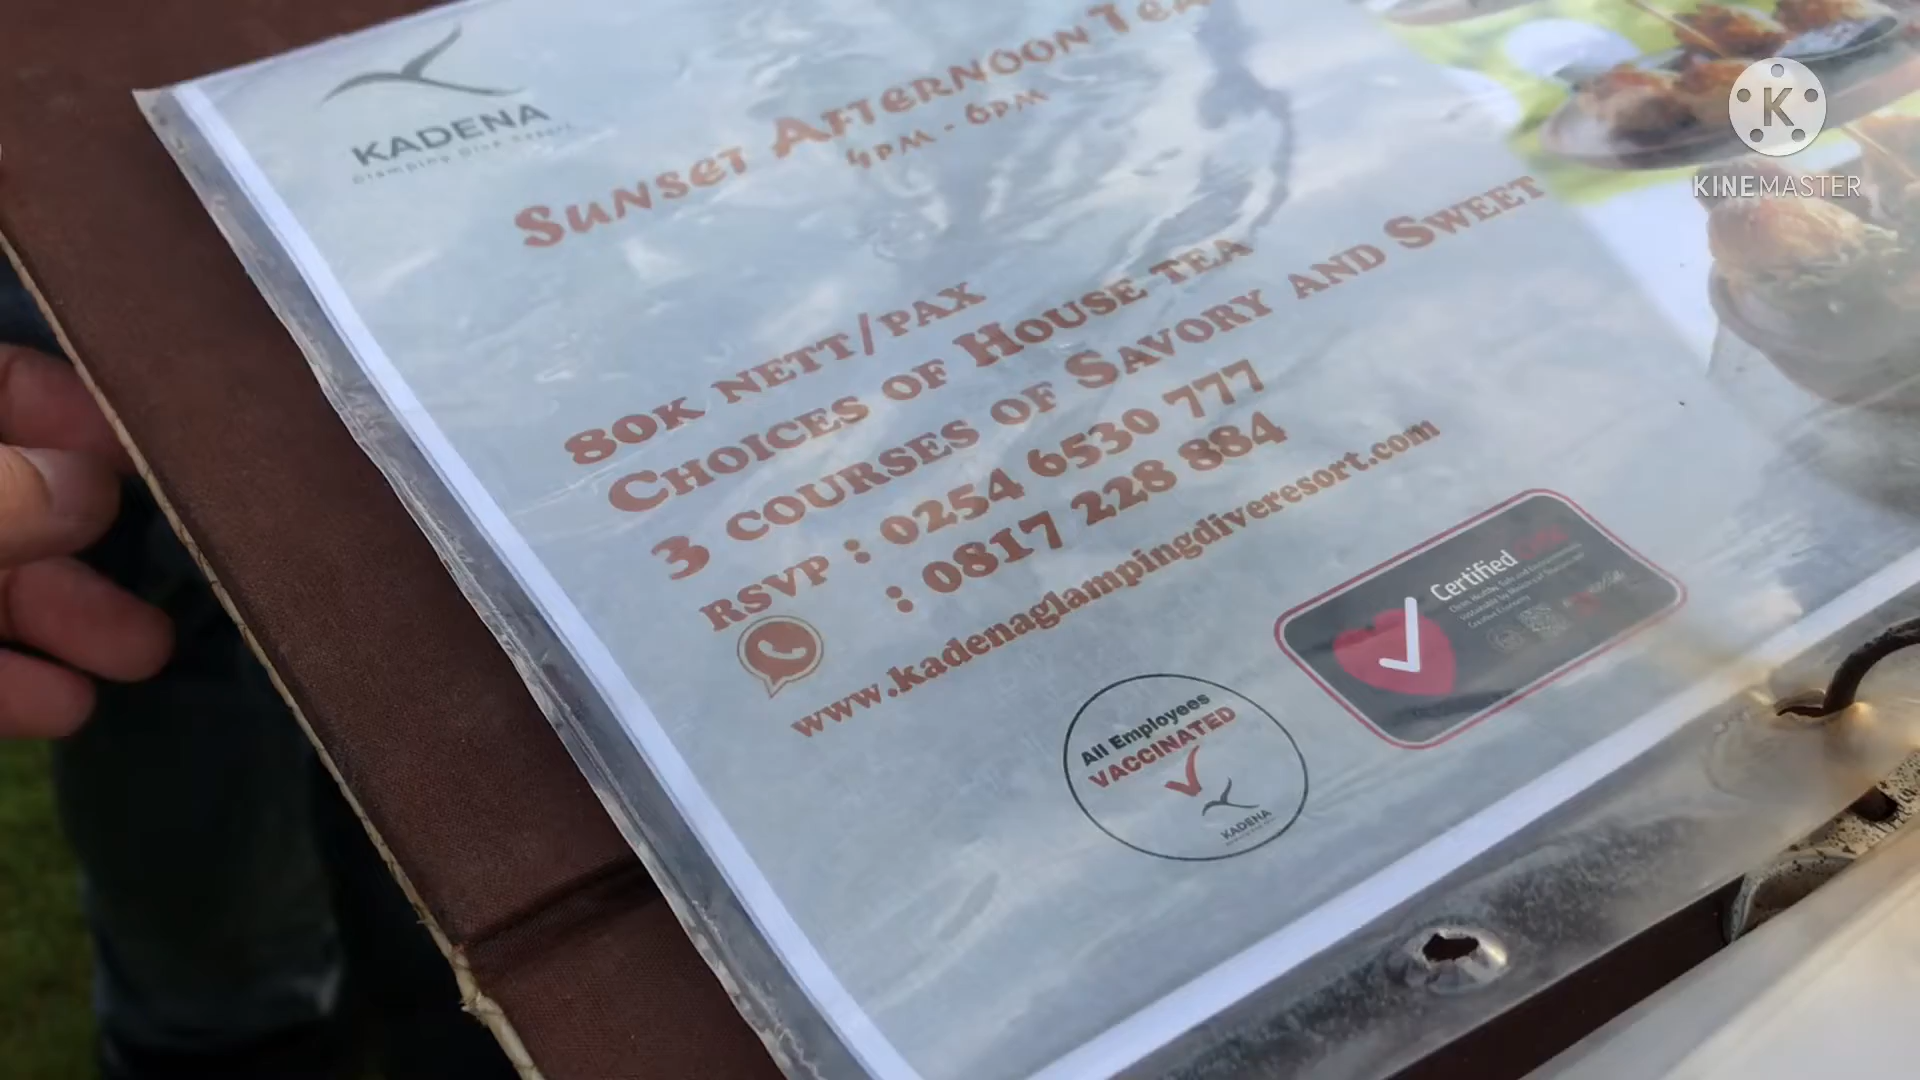 KADENA
Glamping Dive Resort
SUNSET AFTERNOON TEA
4PM - 6PM
80K NETT/PAX
CHOICES OF HOUSE TEA
3 COURSES OF SAVORY AND SWEET
RSVP : 0254 6530 777
: 0817 228 884
www.kadenaglampingdiveresort.com
Certified
All Employees
VACCINATED
KADENA
K
KINEMASTER